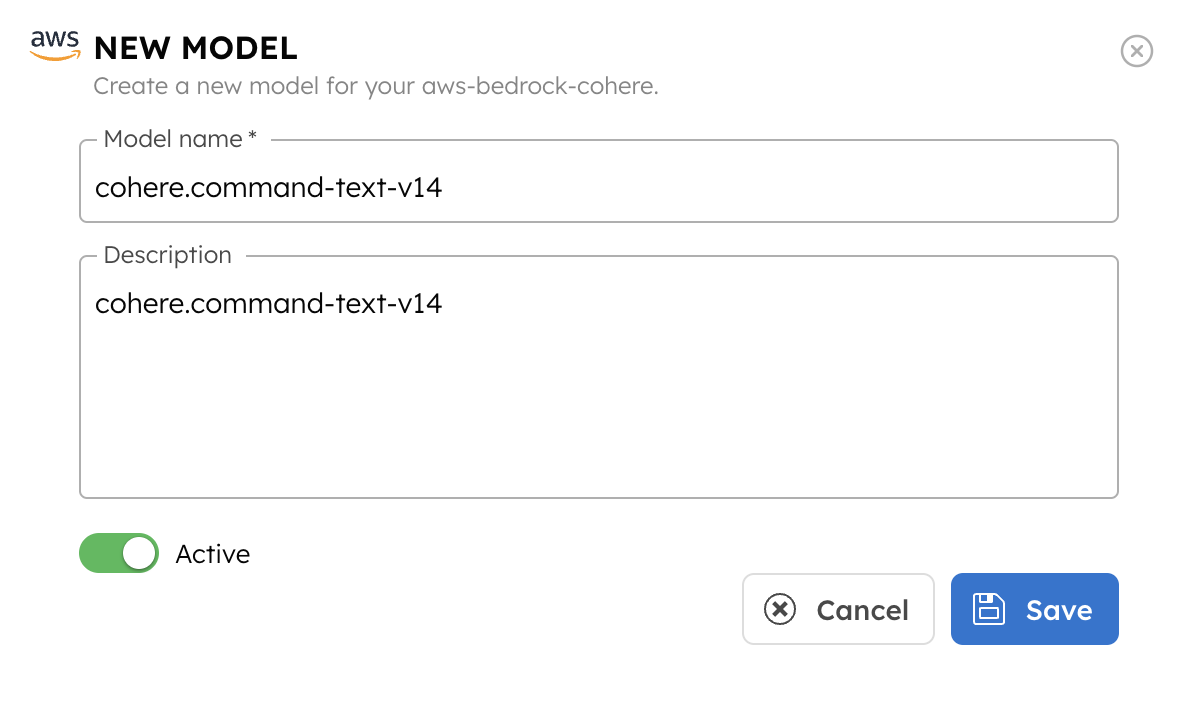 aws
NEW MODEL
Create a new model for your aws-bedrock-cohere.
Model name *
cohere.command-text-v14
Description
cohere.command-text-v14
Active
Cancel
Save